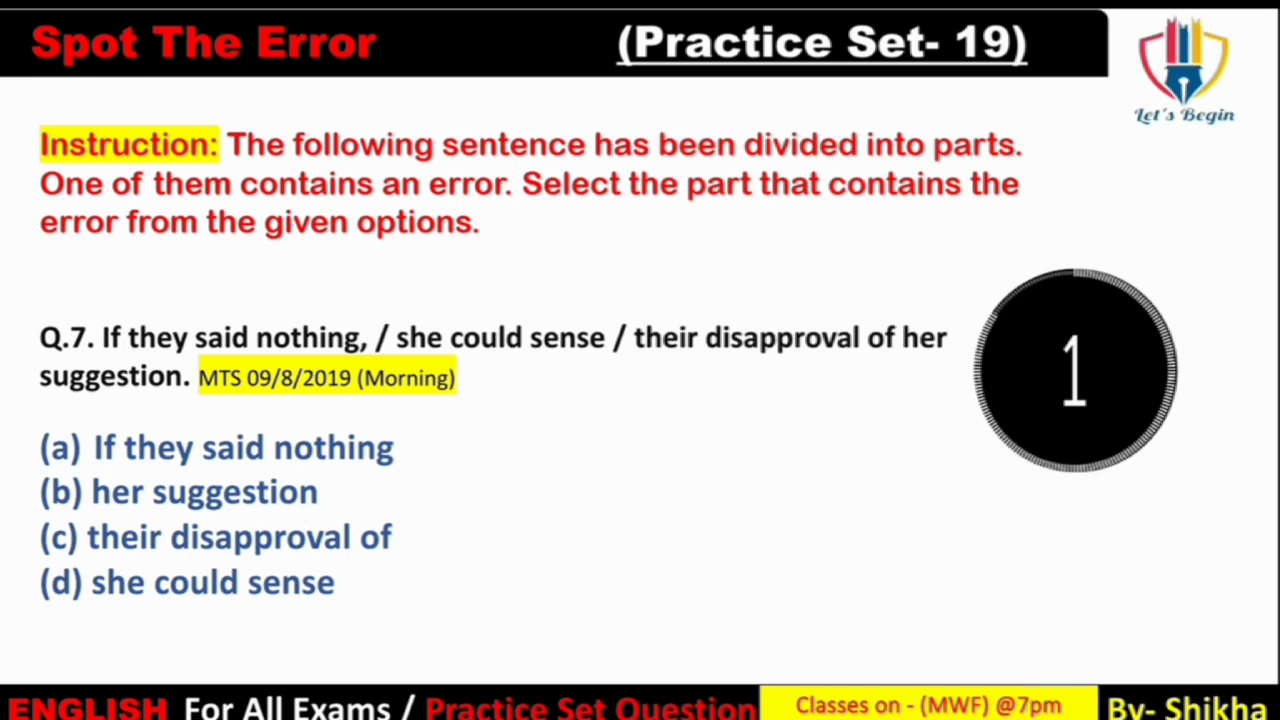 Spot The Error (Practice Set- 19)
Let's Begin
Instruction: The following sentence has been divided into parts.
One of them contains an error. Select the part that contains the
error from the given options.
Q.7. If they said nothing, / she could sense / their disapproval of her
suggestion. MTS 09/8/2019 (Morning)
1
(a) If they said nothing
(b) her suggestion
(c) their disapproval of
(d) she could sense
ENGLISH For All Exams / Practice Set Question Classes on - (MWF) @7pm By- Shikha